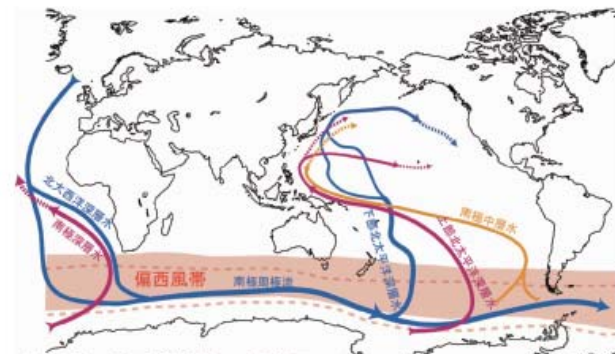 北大西洋深層水
南極深層水
偏西風帯
南極周極流
下部北太平洋深層水
上部北太平洋深層水
南極中層水